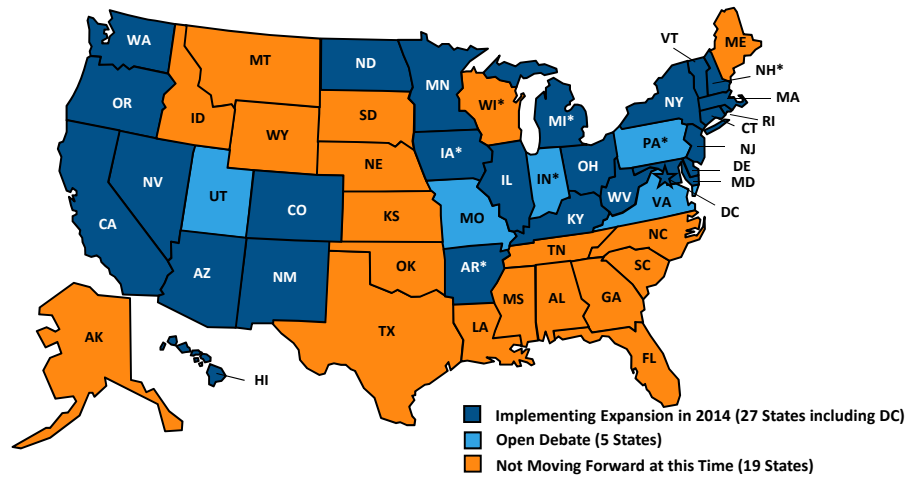 WA
MT
ND
MN
VT
ME
NH*
OR
ID
SD
WI*
MI*
NY
MA
RI
CT
WY
IA*
NE
PA*
NJ
NV
UT
CO
IL
IN*
OH
DE
MD
WV
VA
DC
CA
KS
MO
KY
NC
TN
AZ
NM
OK
AR*
SC
MS
AL
GA
AK
TX
LA
FL
HI
Implementing Expansion in 2014 (27 States including DC)
Open Debate (5 States)
Not Moving Forward at this Time (19 States)